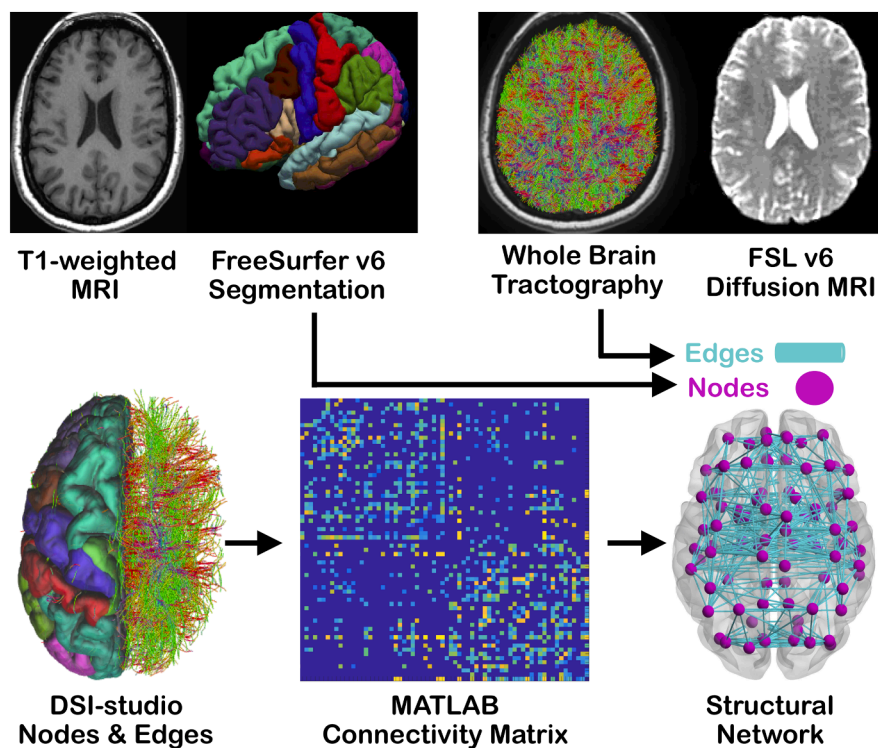 T1-weighted
MRI
FreeSurfer v6
Segmentation
Whole Brain
Tractography
FSL v6
Diffusion MRI
Edges
Nodes
DSI-studio
Nodes & Edges
MATLAB
Connectivity Matrix
Structural
Network